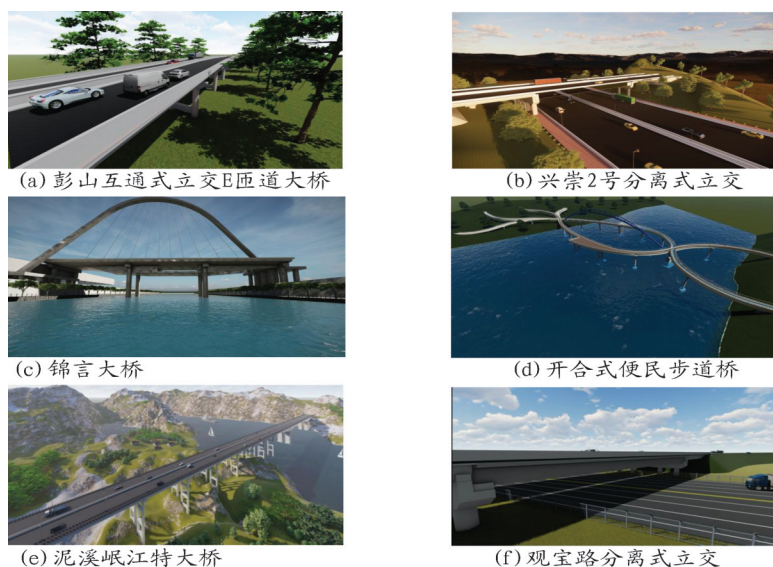 (a)彭山互通式立交E匝道大桥
(b)兴崇2号分离式立交
(c)锦言大桥
(d)开合式便民步道桥
(e)泥溪岷江特大桥
(f)观宝路分离式立交